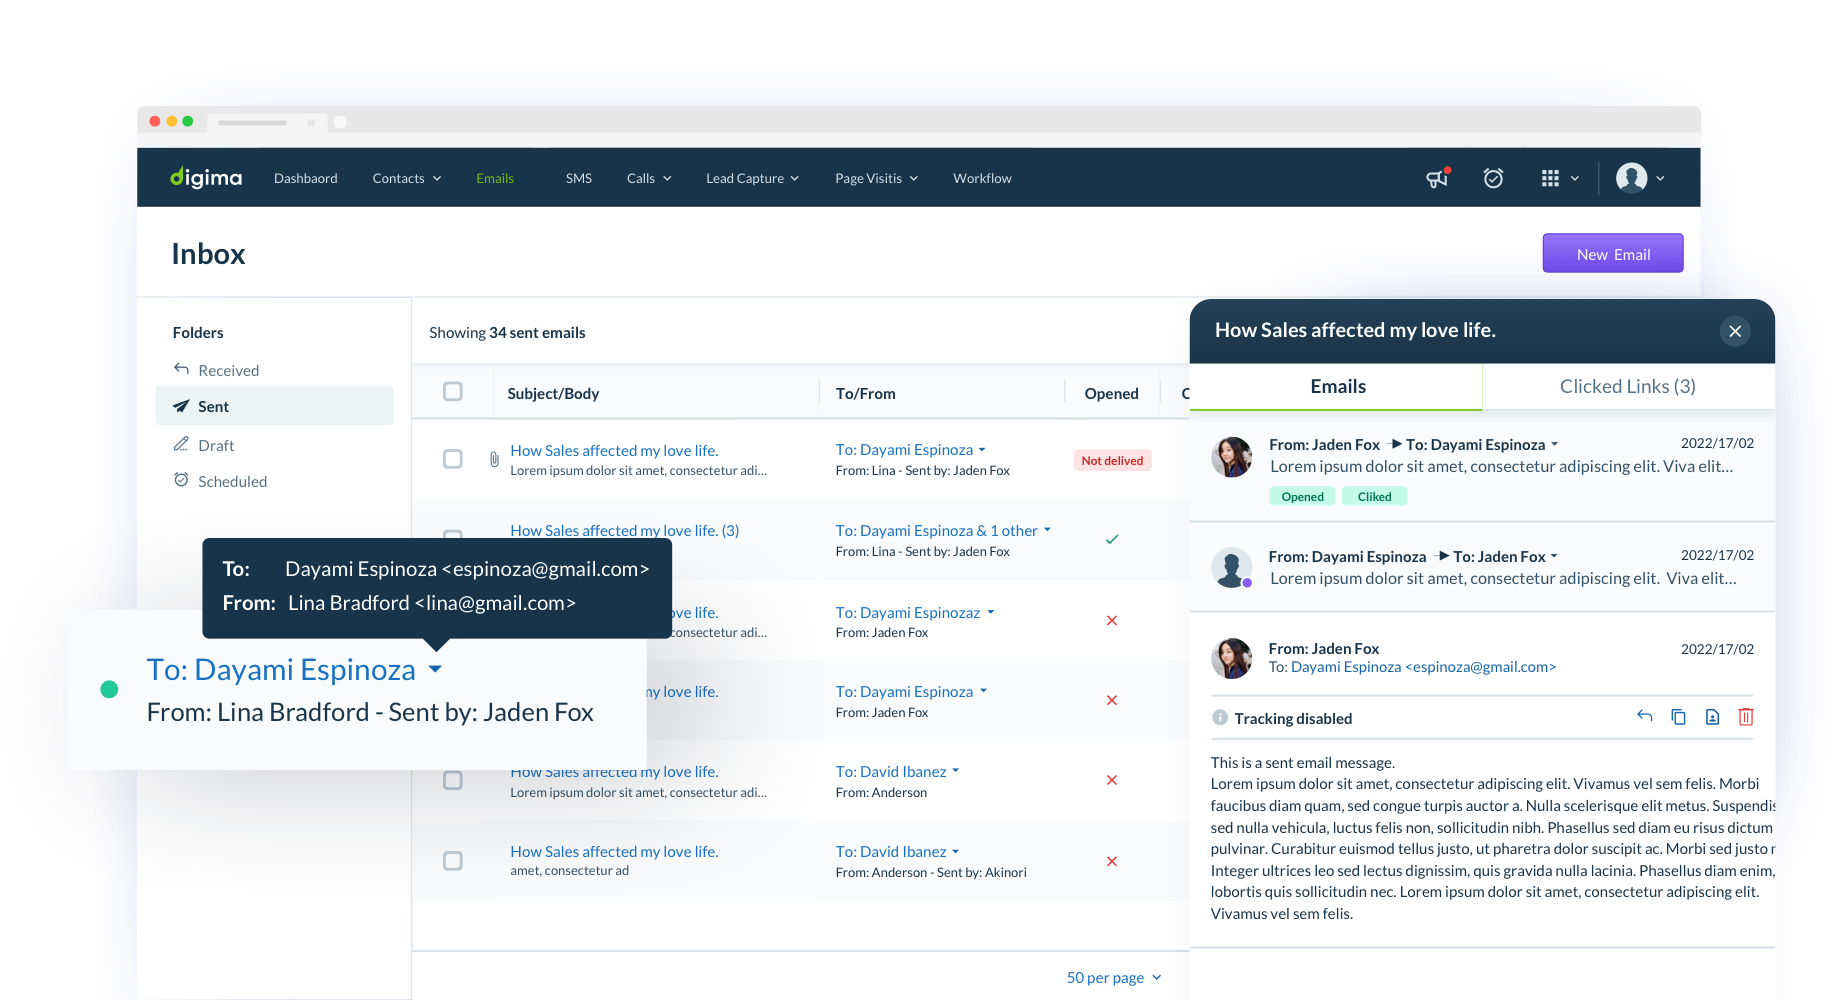 digima Dashbaord Contacts Emails SMS Calls Lead Capture Page Visitis Workflow
Inbox
New Email
Folders
Received
Sent
Draft
Scheduled
Showing 34 sent emails
Subject/Body To/From Opened C
How Sales affected my love life.
Lorem ipsum dolor sit amet, consectetur adi...
To: Dayami Espinoza
From: Lina - Sent by: Jaden Fox
Not delived
How Sales affected my love life. (3)
To: Dayami Espinoza & 1 other
From: Lina - Sent by: Jaden Fox
ove life.
consectetur adi...
To: Dayami Espinozaz
From: Jaden Fox
my love life.
To: Dayami Espinoza
From: Jaden Fox
How Sales affected my love life.
Lorem ipsum dolor sit amet, consectetur adi...
To: David Ibanez
From: Anderson
How Sales affected my love life.
amet, consectetur ad
To: David Ibanez
From: Anderson - Sent by: Akinori
50 per page
To: Dayami Espinoza <espinoza@gmail.com>
From: Lina Bradford <lina@gmail.com>
To: Dayami Espinoza
From: Lina Bradford - Sent by: Jaden Fox
How Sales affected my love life.
Emails Clicked Links (3)
From: Jaden Fox To: Dayami Espinoza 2022/17/02
Lorem ipsum dolor sit amet, consectetur adipiscing elit. Viva elit...
Opened Cliked
From: Dayami Espinoza To: Jaden Fox 2022/17/02
Lorem ipsum dolor sit amet, consectetur adipiscing elit. Viva elit...
From: Jaden Fox 2022/17/02
To: Dayami Espinoza <espinoza@gmail.com>
Tracking disabled
This is a sent email message.
Lorem ipsum dolor sit amet, consectetur adipiscing elit. Vivamus vel sem felis. Morbi
faucibus diam quam, sed congue turpis auctor a. Nulla scelerisque elit metus. Suspendis
sed nulla vehicula, luctus felis non, sollicitudin nibh. Phasellus sed diam eu risus dictum
pulvinar. Curabitur euismod tellus justo, ut pharetra dolor suscipit ac. Morbi sed justo
Integer ultrices leo sed lectus dignissim, quis gravida nulla lacinia. Phasellus diam enim,
lobortis quis sollicitudin nec. Lorem ipsum dolor sit amet, consectetur adipiscing elit.
Vivamus vel sem felis.